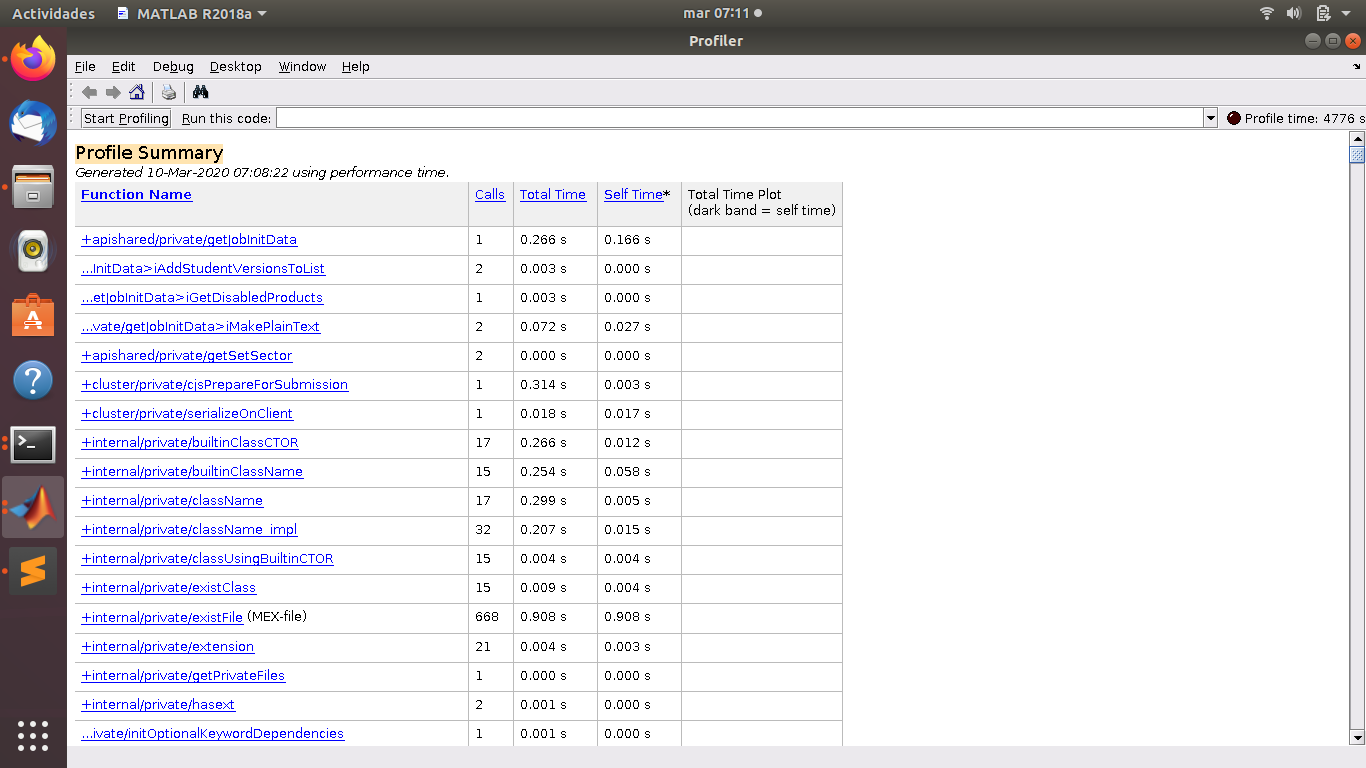 Actividades MATLAB R2018a mar 07:11
Profiler
File Edit Debug Desktop Window Help
Start Profiling Run this code: Profile time: 4776 s
Profile Summary
Generated 10-Mar-2020 07:08:22 using performance time.
Function Name Calls Total Time Self Time* Total Time Plot
(dark band = self time)
+apishared/private/getJobInitData 1 0.266 s 0.166 s
...InitData>iAddStudentVersionsToList 2 0.003 s 0.000 s
...etJobInitData>iGetDisabledProducts 1 0.003 s 0.000 s
...vate/getJobInitData>iMakePlainText 2 0.072 s 0.027 s
+apishared/private/getSetSector 2 0.000 s 0.000 s
+cluster/private/cjsPrepareForSubmission 1 0.314 s 0.003 s
+cluster/private/serializeOnClient 1 0.018 s 0.017 s
+internal/private/builtinClassCTOR 17 0.266 s 0.012 s
+internal/private/builtinClassName 15 0.254 s 0.058 s
+internal/private/className 17 0.299 s 0.005 s
+internal/private/className_impl 32 0.207 s 0.015 s
+internal/private/classUsingBuiltinCTOR 15 0.004 s 0.004 s
+internal/private/existClass 15 0.009 s 0.004 s
+internal/private/existFile (MEX-file) 668 0.908 s 0.908 s
+internal/private/extension 21 0.004 s 0.003 s
+internal/private/getPrivateFiles 1 0.000 s 0.000 s
+internal/private/hasext 2 0.001 s 0.000 s
...ivate/initOptionalKeywordDependencies 1 0.001 s 0.000 s